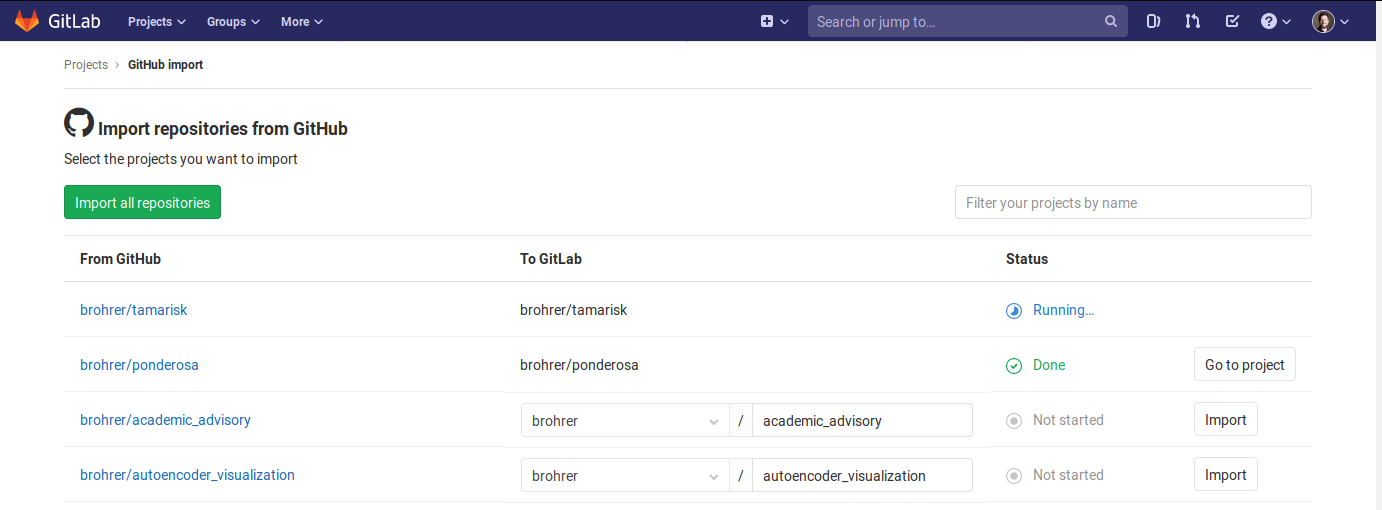 GitLab Projects Groups More Search or jump to...
Projects > GitHub import
Import repositories from GitHub
Select the projects you want to import
Import all repositories Filter your projects by name
From GitHub To GitLab Status
brohrer/tamarisk brohrer/tamarisk Running...
brohrer/ponderosa brohrer/ponderosa Done Go to project
brohrer/academic_advisory brohrer / academic_advisory Not started Import
brohrer/autoencoder_visualization brohrer / autoencoder_visualization Not started Import